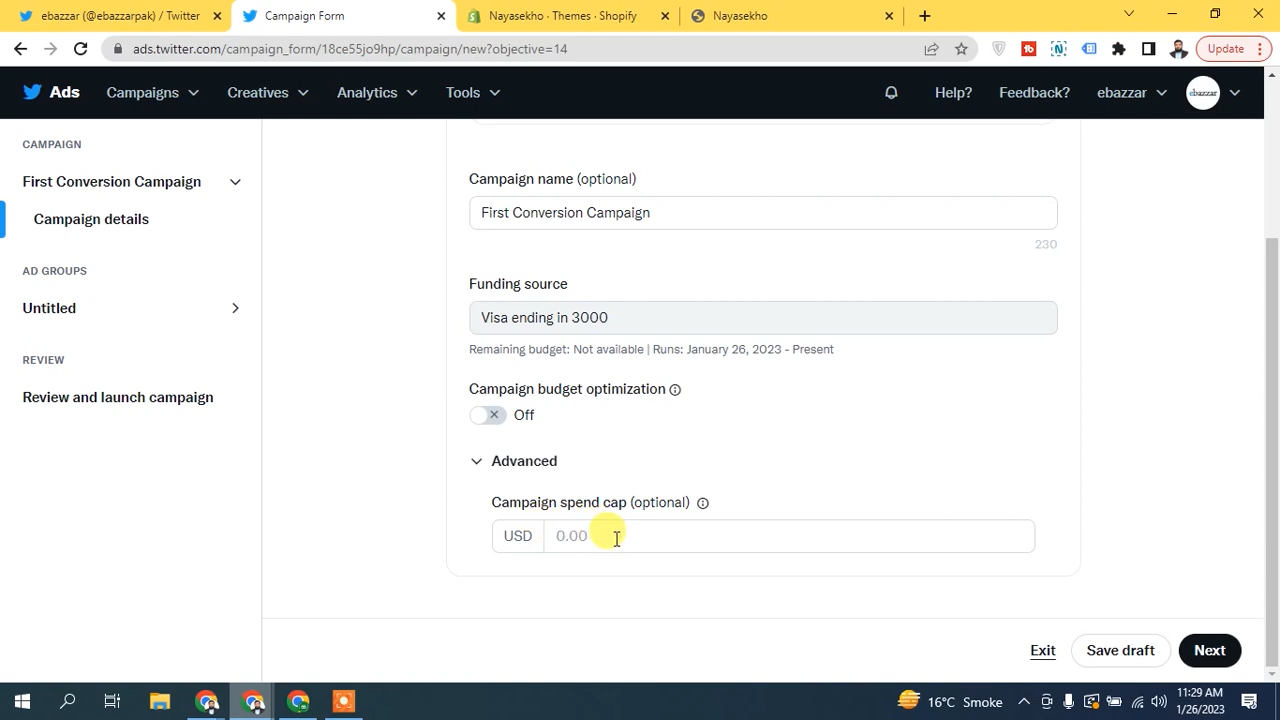 ebazzar (@ebazzarpak) / Twitter
Campaign Form
Nayasekho · Themes · Shopify
Nayasekho
ads.twitter.com/campaign_form/18ce55jo9hp/campaign/new?objective=14
Update
Ads
Campaigns
Creatives
Analytics
Tools
Help?
Feedback?
ebazzar
ebazzar
CAMPAIGN
First Conversion Campaign
Campaign details
AD GROUPS
Untitled
REVIEW
Review and launch campaign
Campaign name (optional)
First Conversion Campaign
230
Funding source
Visa ending in 3000
Remaining budget: Not available | Runs: January 26, 2023 - Present
Campaign budget optimization
Off
Advanced
Campaign spend cap (optional)
USD 0.00
Exit
Save draft
Next
16°C Smoke
11:29 AM
1/26/2023